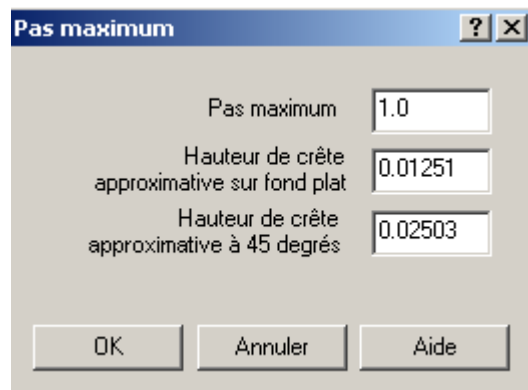 Pas maximum
Pas maximum 1.0
Hauteur de crête
approximative sur fond plat 0.01251
Hauteur de crête
approximative à 45 degrés 0.02503
OK Annuler Aide